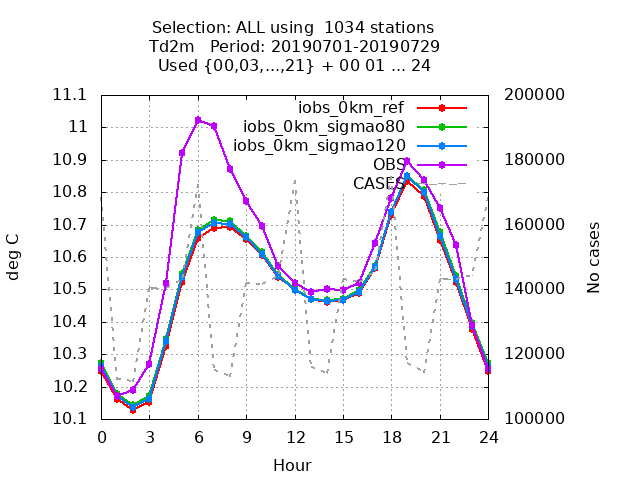 Selection: ALL using  1034 stations
Td2m   Period: 20190701-20190729
Used {00,03,...,21} + 00 01 ... 24
11.1
11
10.9
10.8
10.7
10.6
10.5
10.4
10.3
10.2
10.1
deg C
iobs_0km_ref
iobs_0km_sigmao80
iobs_0km_sigmao120
OBS
CASES
200000
180000
160000
140000
120000
100000
No cases
0 3 6 9 12 15 18 21 24
Hour